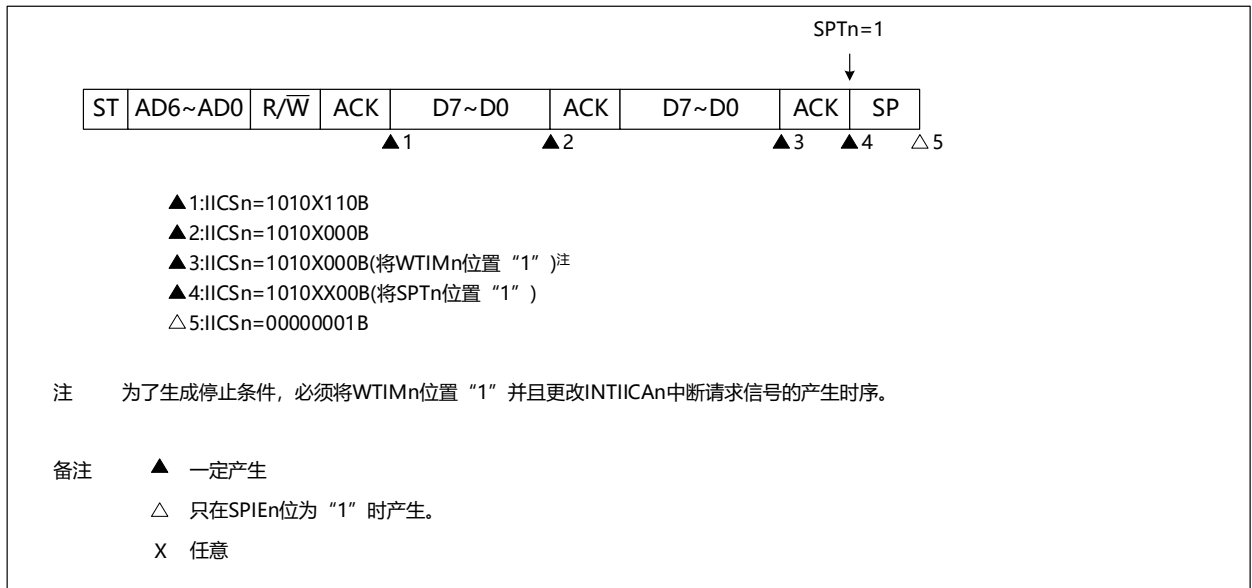 SPTn=1
ST AD6~AD0 R/W̅ ACK D7~D0 ACK D7~D0 ACK SP
▲1 ▲2 ▲3 ▲4 △5
▲1:IICSn=1010X110B
▲2:IICSn=1010X000B
▲3:IICSn=1010X000B(将WTIMn位置“1”)注
▲4:IICSn=1010XX00B(将SPTn位置“1”)
△5:IICSn=00000001B
注 为了生成停止条件，必须将WTIMn位置“1”并且更改INTIICAn中断请求信号的产生时序。
备注 ▲ 一定产生
△ 只在SPIEn位为“1”时产生。
X 任意